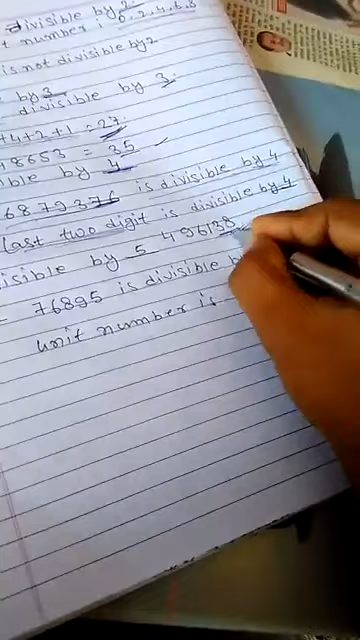 divisible by 2
t number : 0, 2, 4, 6, 8
is not divisible by 2
by 3
divisible by 3.
+4+2+1 = 27
48653 = 35
ible by 4
6879376 is divisible by 4
last two digit is divisible by 4
isible by 5 496138
76895 is divisible b
unit number is